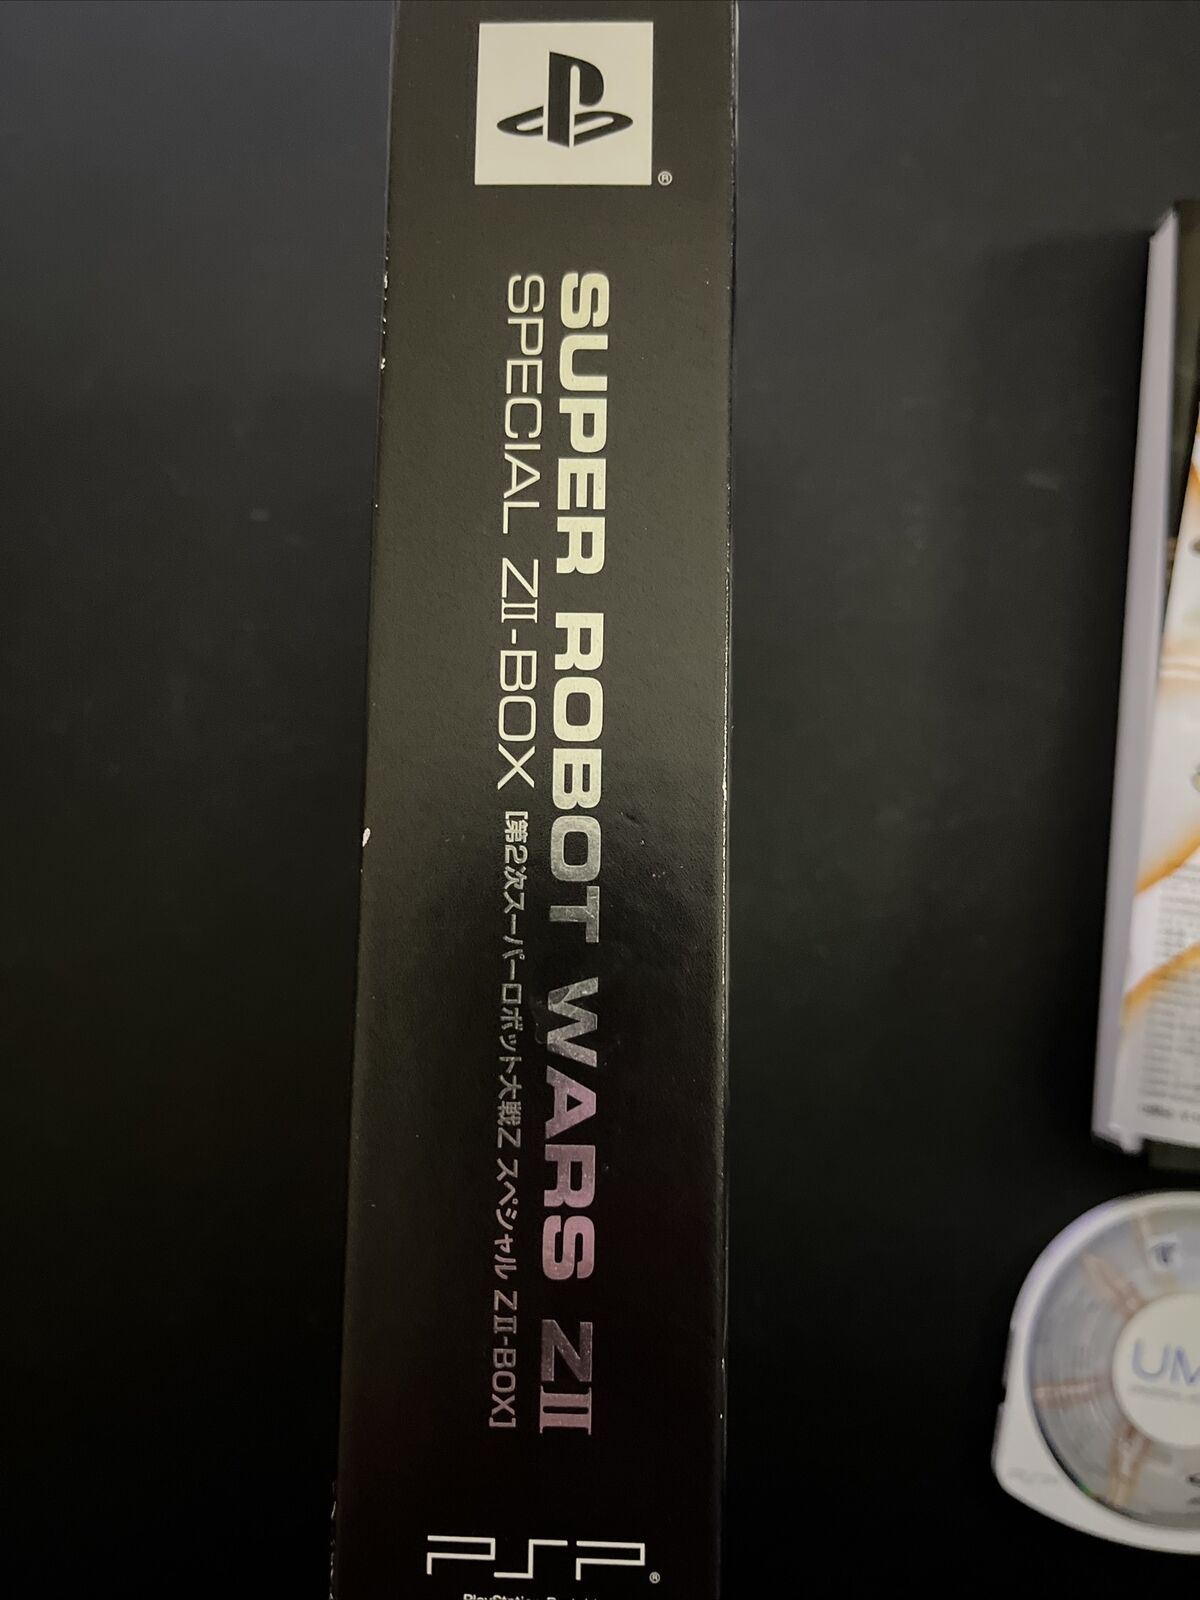 ®
SUPER ROBOT WARS ZII
SPECIAL ZII-BOX [第2次スーパーロボット大戦Z スペシャル ZII-BOX]
PSP®
PlayStation
UM